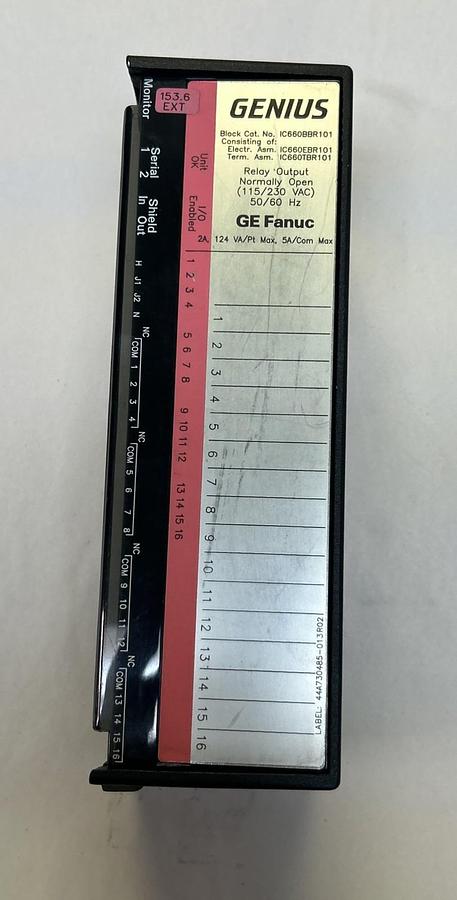 GENIUS
Block Cat. No. IC660BBR101
Consisting of:
Electr. Asm. IC660EBR101
Term. Asm. IC660TBR101
Relay Output
Normally Open
(115/230 VAC)
50/60 Hz
GE Fanuc
2A, 124 VA/Pt Max, 5A/Com Max
1
2
3
4
5
6
7
8
9
10
11
12
13
14
15
16
LABEL: 44A730485-013R02
153.6
EXT
Unit
OK
I/O
Enabled
1 2 3 4
5 6 7 8
9 10 11 12
13 14 15 16
Monitor
Serial
1 2
Shield
In Out
H J1 J2 N
NC
COM 1 2 3 4
NC
COM 5 6 7 8
NC
COM 9 10 11 12
NC
COM 13 14 15 16